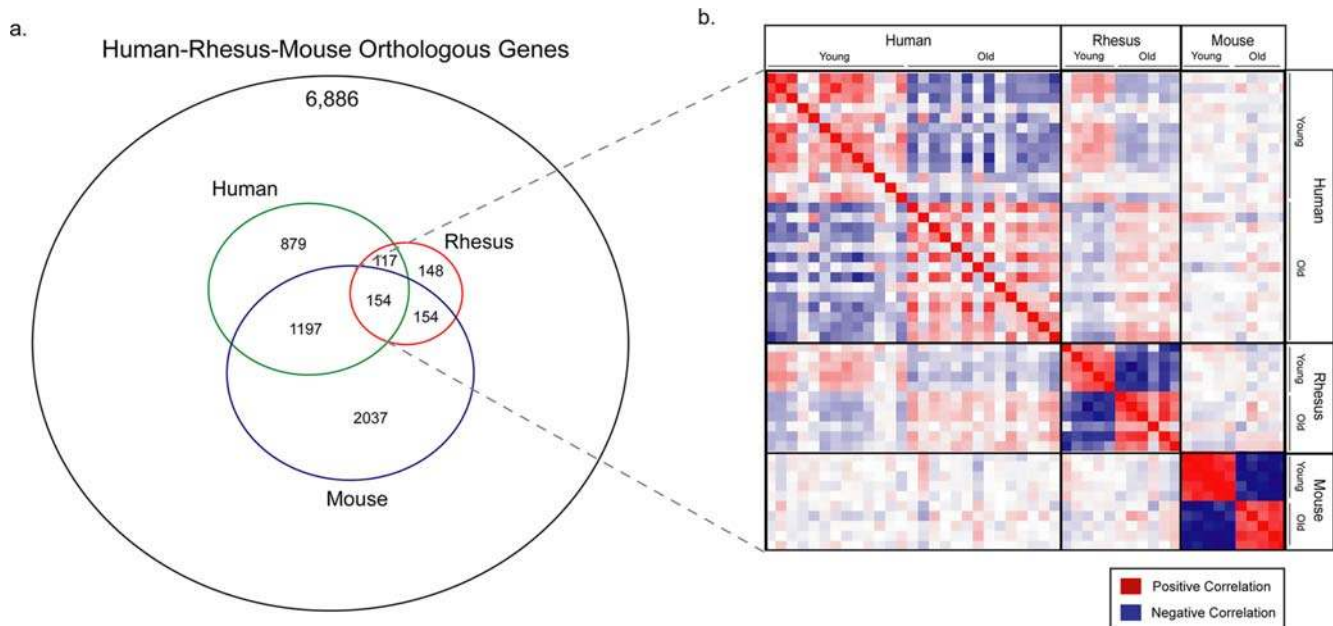 a.
Human-Rhesus-Mouse Orthologous Genes
6,886
Human
879
Rhesus
117
148
154
154
1197
2037
Mouse
b.
Human Rhesus Mouse
Young Old Young Old Young Old
Young
Human
Old
Young
Rhesus
Old
Young
Mouse
Old
Positive Correlation
Negative Correlation